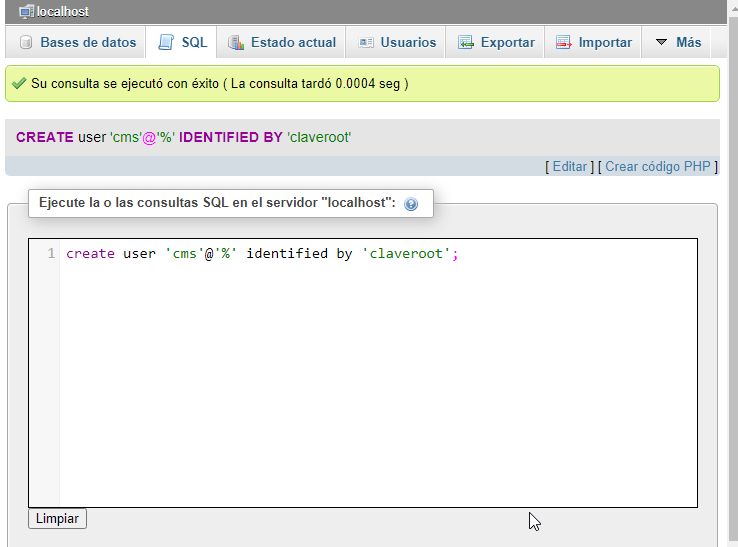 localhost
Bases de datos SQL Estado actual Usuarios Exportar Importar Más
Su consulta se ejecutó con éxito ( La consulta tardó 0.0004 seg )
CREATE user 'cms'@'%' IDENTIFIED BY 'claveroot'
[ Editar ] [ Crear código PHP ]
Ejecute la o las consultas SQL en el servidor "localhost":
1 create user 'cms'@'%' identified by 'claveroot';
Limpiar